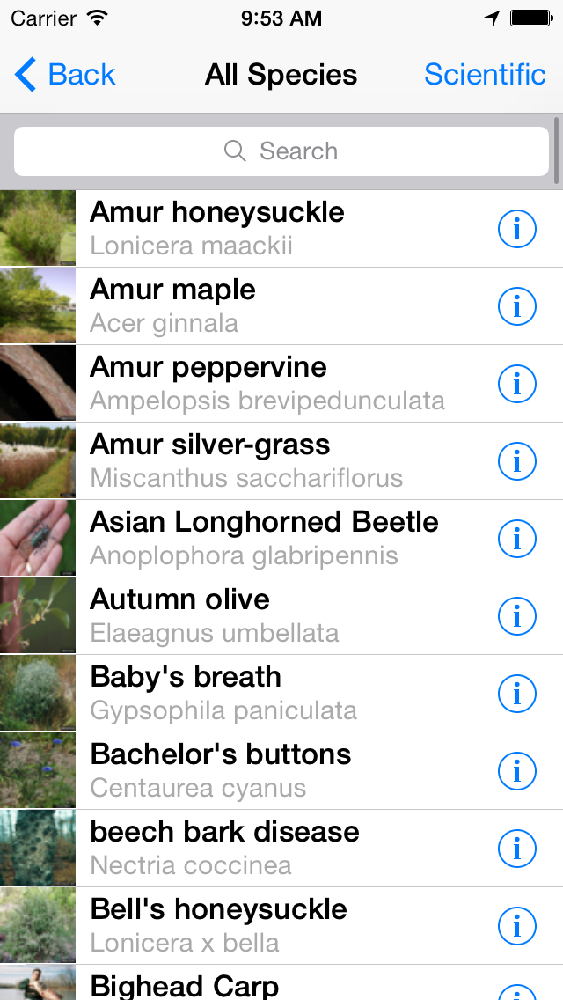 Carrier 9:53 AM
Back All Species Scientific
Search
Amur honeysuckle
Lonicera maackii
Amur maple
Acer ginnala
Amur peppervine
Ampelopsis brevipedunculata
Amur silver-grass
Miscanthus sacchariflorus
Asian Longhorned Beetle
Anoplophora glabripennis
Autumn olive
Elaeagnus umbellata
Baby's breath
Gypsophila paniculata
Bachelor's buttons
Centaurea cyanus
beech bark disease
Nectria coccinea
Bell's honeysuckle
Lonicera x bella
Bighead Carp